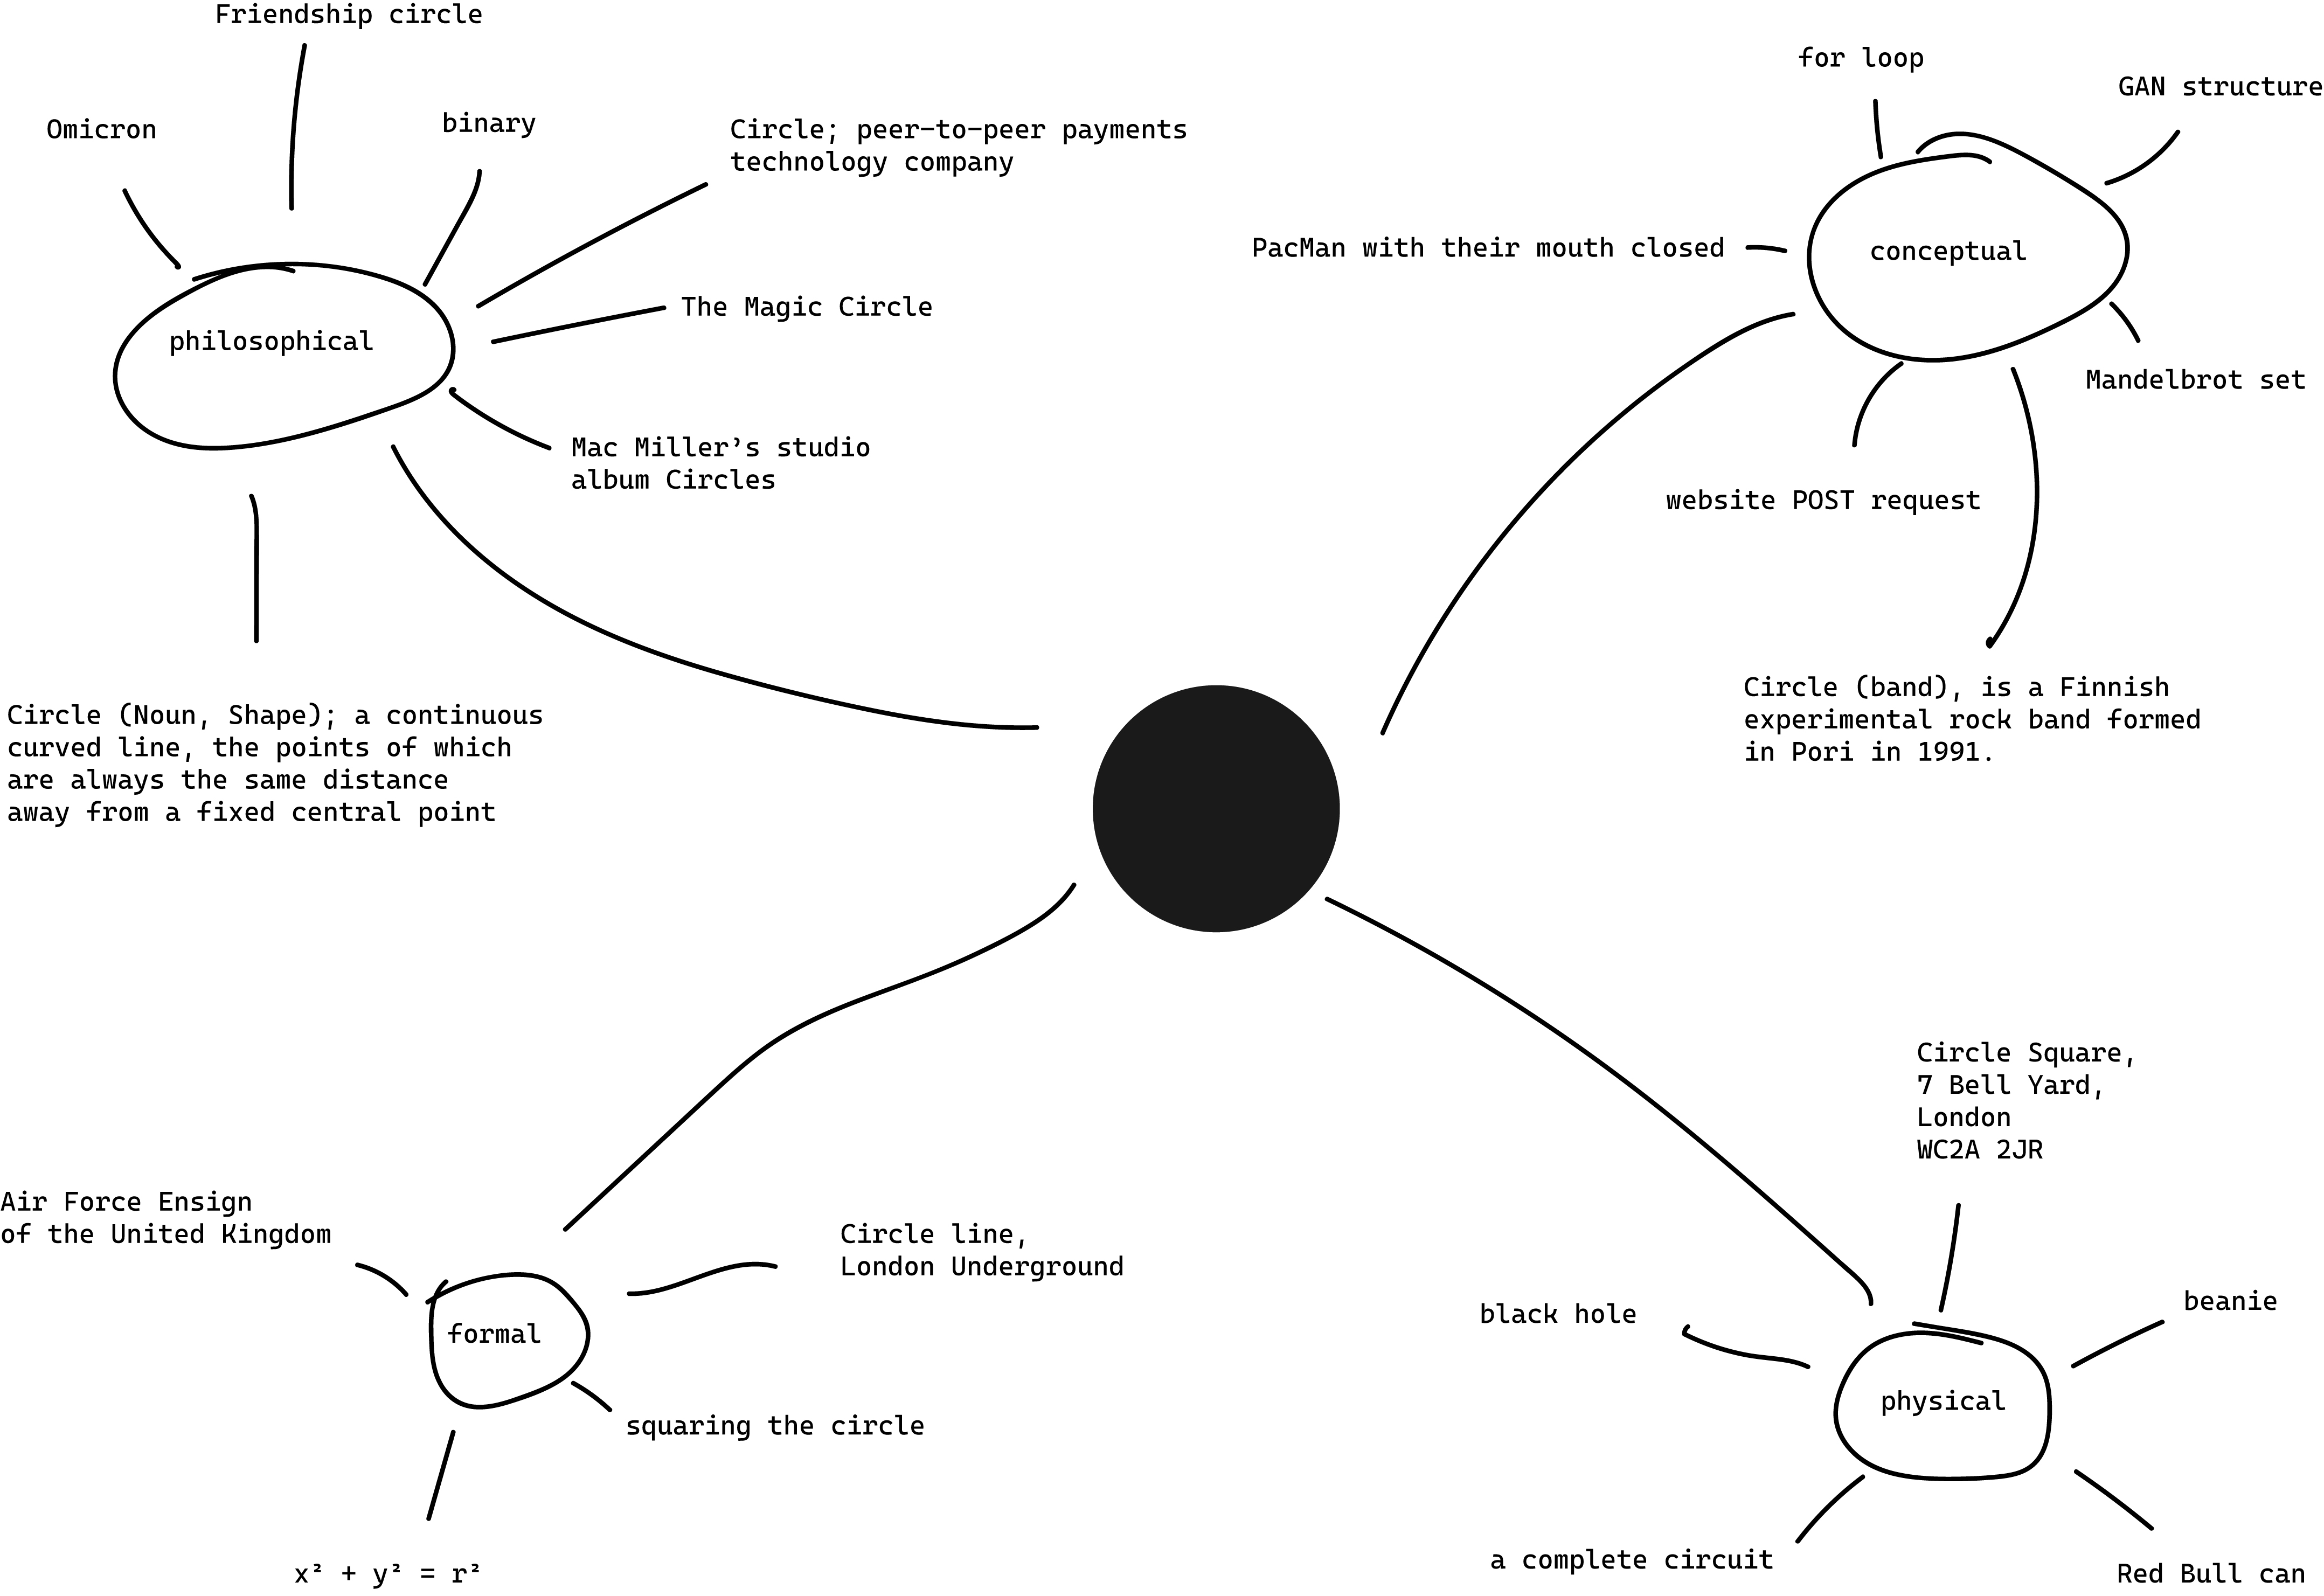 Friendship circle
Omicron
binary
Circle; peer-to-peer payments
technology company
The Magic Circle
philosophical
Mac Miller’s studio
album Circles
Circle (Noun, Shape); a continuous
curved line, the points of which
are always the same distance
away from a fixed central point
for loop
GAN structure
PacMan with their mouth closed
conceptual
Mandelbrot set
website POST request
Circle (band), is a Finnish
experimental rock band formed
in Pori in 1991.
Air Force Ensign
of the United Kingdom
Circle line,
London Underground
formal
squaring the circle
x² + y² = r²
Circle Square,
7 Bell Yard,
London
WC2A 2JR
black hole
beanie
physical
a complete circuit
Red Bull can